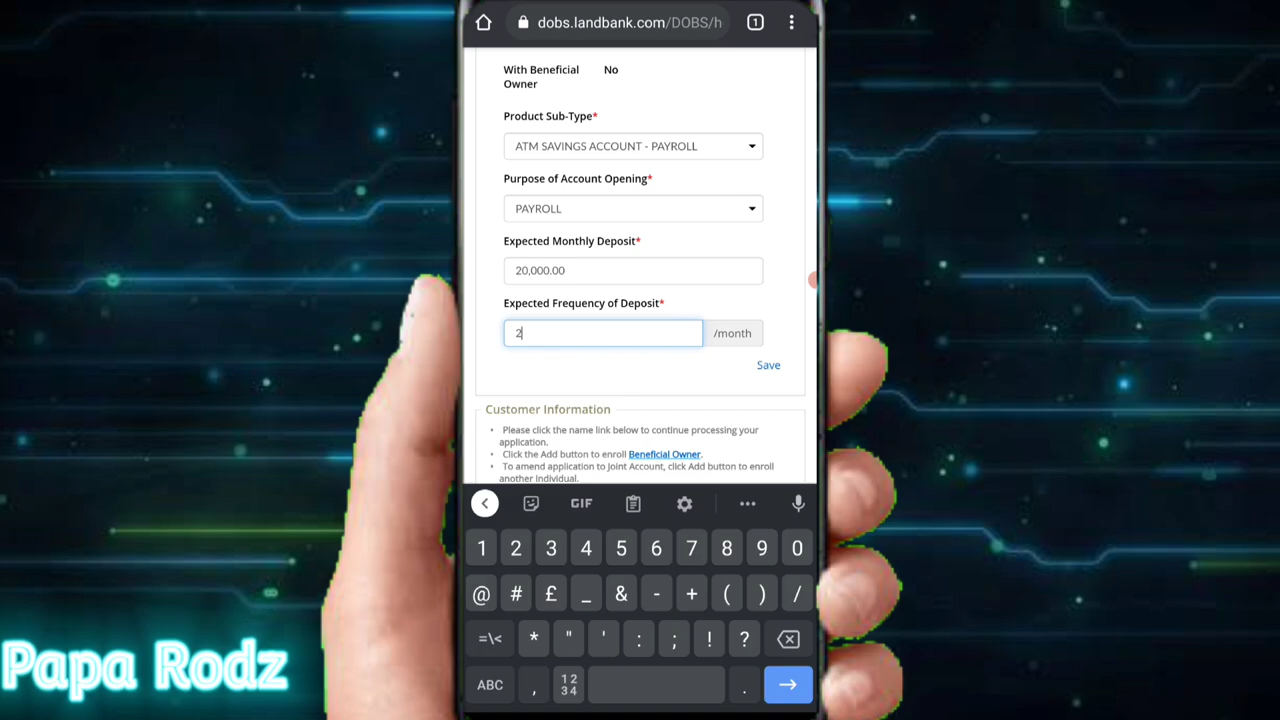 dobs.landbank.com/DOBS/h
1
With Beneficial No
Owner
Product Sub-Type*
ATM SAVINGS ACCOUNT - PAYROLL
Purpose of Account Opening*
PAYROLL
Expected Monthly Deposit*
20,000.00
Expected Frequency of Deposit*
2 /month
Save
Customer Information
• Please click the name link below to continue processing your
application.
• Click the Add button to enroll Beneficial Owner.
• To amend application to Joint Account, click Add button to enroll
another individual.
GIF
1 2 3 4 5 6 7 8 9 0
@ # £ _ & - + ( ) /
=\< * " ' : ; ! ?
ABC , 12 .
34
Papa Rodz